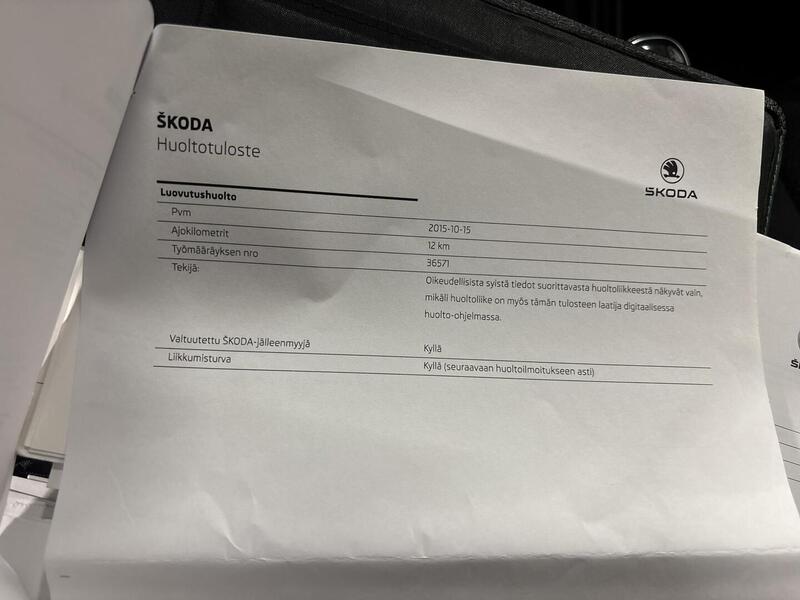 ŠKODA
Huoltotuloste
ŠKODA
Luovutushuolto
Pvm 2015-10-15
Ajokilometrit 12 km
Työmääräyksen nro 36571
Tekijä: Oikeudellisista syistä tiedot suorittavasta huoltoliikkeestä näkyvät vain,
mikäli huoltoliike on myös tämän tulosteen laatija digitaalisessa
huolto-ohjelmassa.
Valtuutettu ŠKODA-jälleenmyyjä Kyllä
Liikkumisturva Kyllä (seuraavaan huoltoilmoitukseen asti)